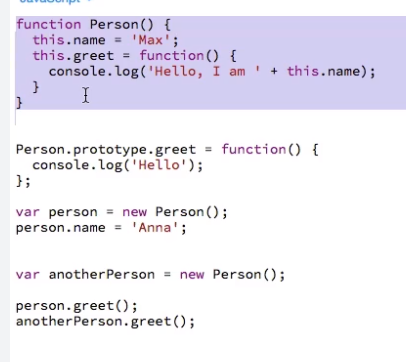 JavaScript
function Person() {
  this.name = 'Max';
  this.greet = function() {
    console.log('Hello, I am ' + this.name);
  }
}
Person.prototype.greet = function() {
  console.log('Hello');
};
var person = new Person();
person.name = 'Anna';
var anotherPerson = new Person();
person.greet();
anotherPerson.greet();